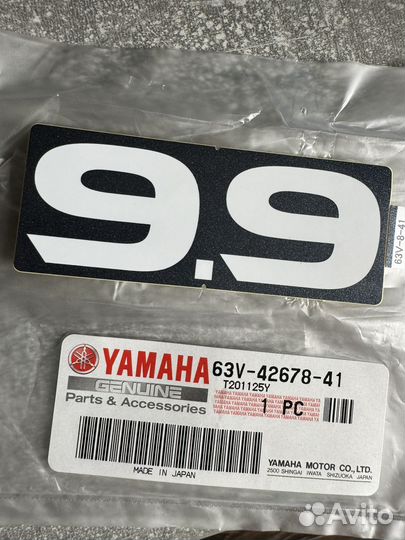 9.9
63V-8-41
YAMAHA
63V-42678-41
GENUINE
T201125Y
Parts & Accessories
1 PC
MADE IN JAPAN
YAMAHA MOTOR CO., LTD.
2500 SHINGAI IWATA SHIZUOKA JAPAN
Avito